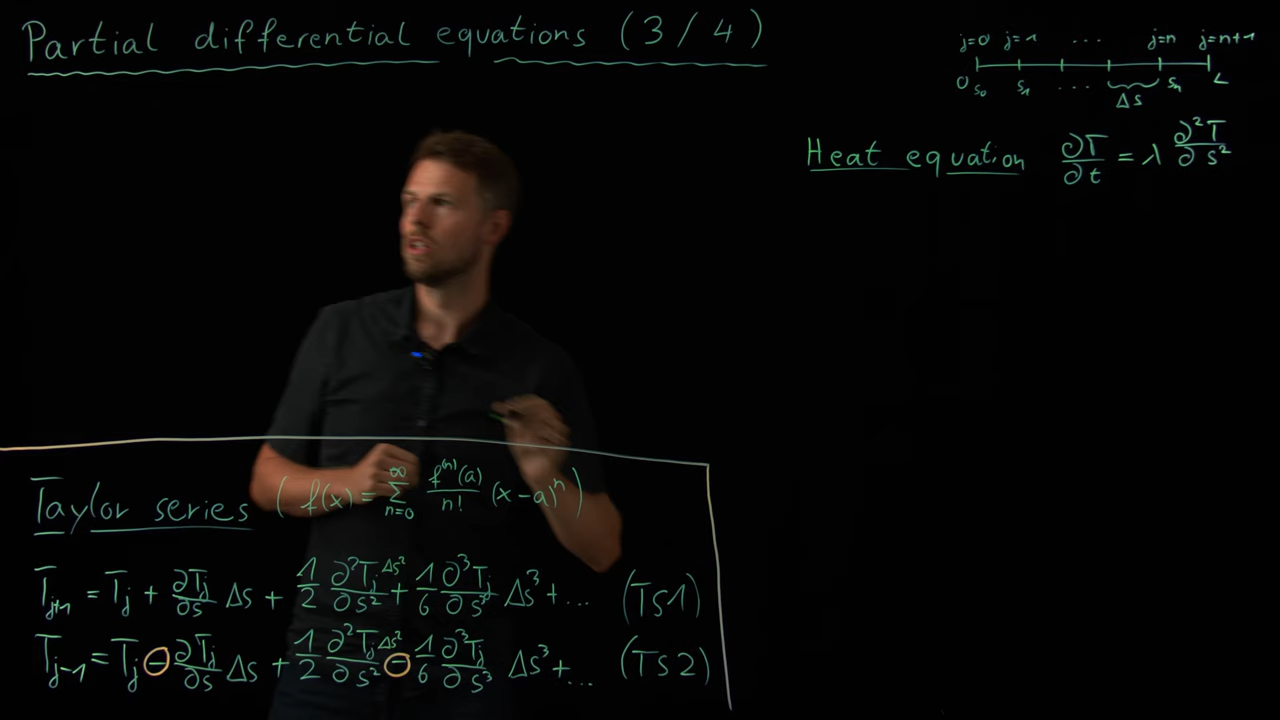 Partial differential equations (3/4)
j=0 j=1 ... j=n j=n+1
0 s₀ s₁ ... sₙ L
Δs
Heat equation ∂T/∂t = λ ∂²T/∂s²
Taylor series ( f(x) = ∑_{n=0}^{∞} f⁽ⁿ⁾(a)/n! (x-a)ⁿ )
T_{j+1} = T_j + ∂T_j/∂s Δs + 1/2 ∂²T_j/∂s² Δs² + 1/6 ∂³T_j/∂s³ Δs³ + ... (TS1)
T_{j-1} = T_j - ∂T_j/∂s Δs + 1/2 ∂²T_j/∂s² Δs² - 1/6 ∂³T_j/∂s³ Δs³ + ... (TS2)